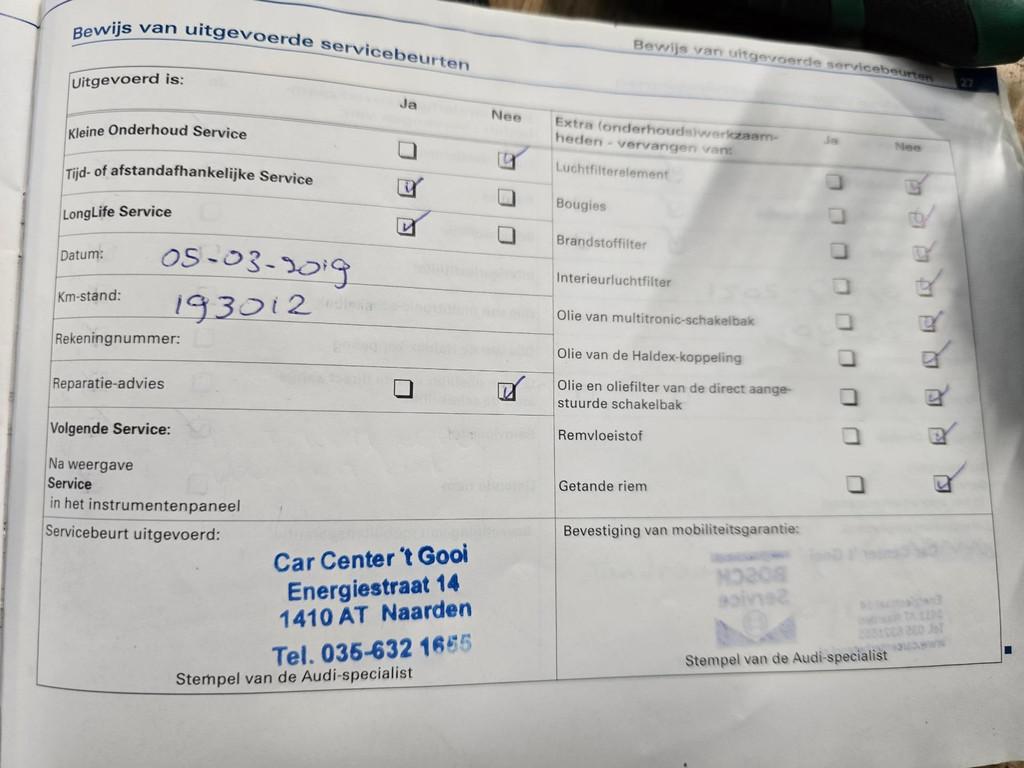 Bewijs van uitgevoerde servicebeurten
Bewijs van uitgevoerde servicebeurten
27
Uitgevoerd is:
Ja
Nee
Kleine Onderhoud Service
Tijd- of afstandafhankelijke Service
LongLife Service
Datum: 05-03-2019
Km-stand: 193012
Rekeningnummer:
Reparatie-advies
Volgende Service:
Na weergave
Service
in het instrumentenpaneel
Servicebeurt uitgevoerd:
Car Center 't Gooi
Energiestraat 14
1410 AT Naarden
Tel. 035-632 1655
Stempel van de Audi-specialist
Extra (onderhouds)werkzaam-
heden - vervangen van:
Ja
Nee
Luchtfilterelement
Bougies
Brandstoffilter
Interieurluchtfilter
Olie van multitronic-schakelbak
Olie van de Haldex-koppeling
Olie en oliefilter van de direct aange-
stuurde schakelbak
Remvloeistof
Getande riem
Bevestiging van mobiliteitsgarantie:
Stempel van de Audi-specialist